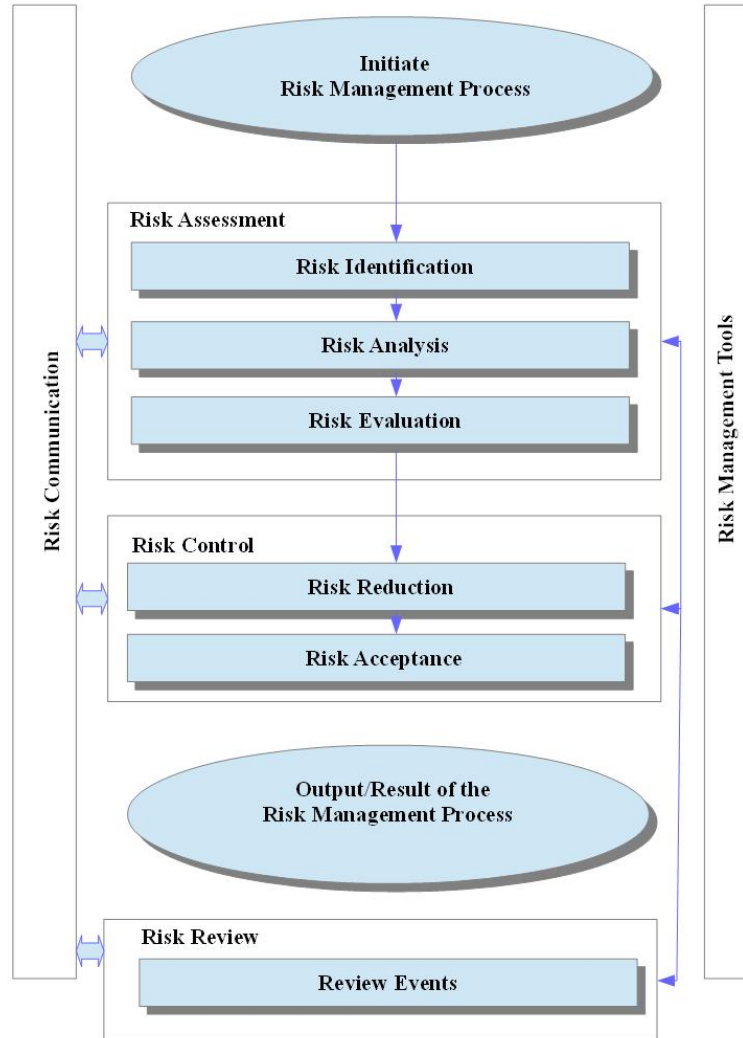 Initiate
Risk Management Process
Risk Assessment
Risk Identification
Risk Analysis
Risk Evaluation
Risk Control
Risk Reduction
Risk Acceptance
Output/Result of the
Risk Management Process
Risk Review
Review Events
Risk Communication
Risk Management Tools